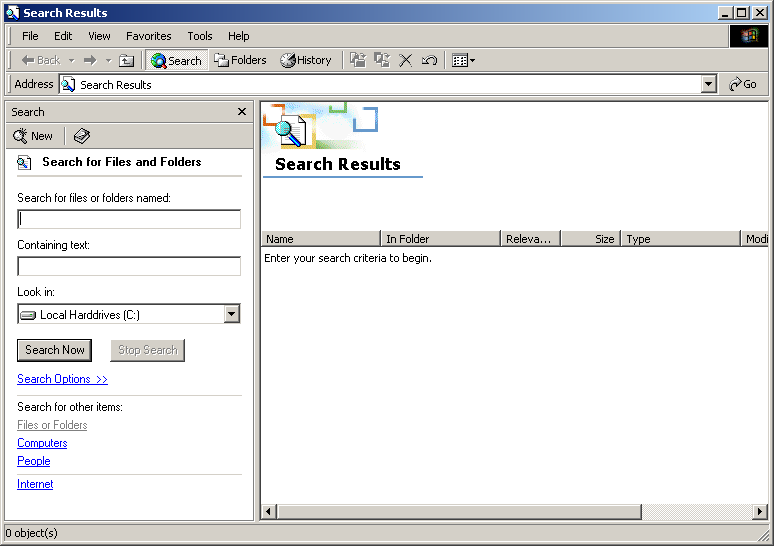 Search Results
File Edit View Favorites Tools Help
Back Search Folders History
Address Search Results Go
Search
New
Search for Files and Folders
Search for files or folders named:
Containing text:
Look in:
Local Harddrives (C:)
Search Now Stop Search
Search Options >>
Search for other items:
Files or Folders
Computers
People
Internet
Search Results
Name In Folder Releva... Size Type Modi
Enter your search criteria to begin.
0 object(s)